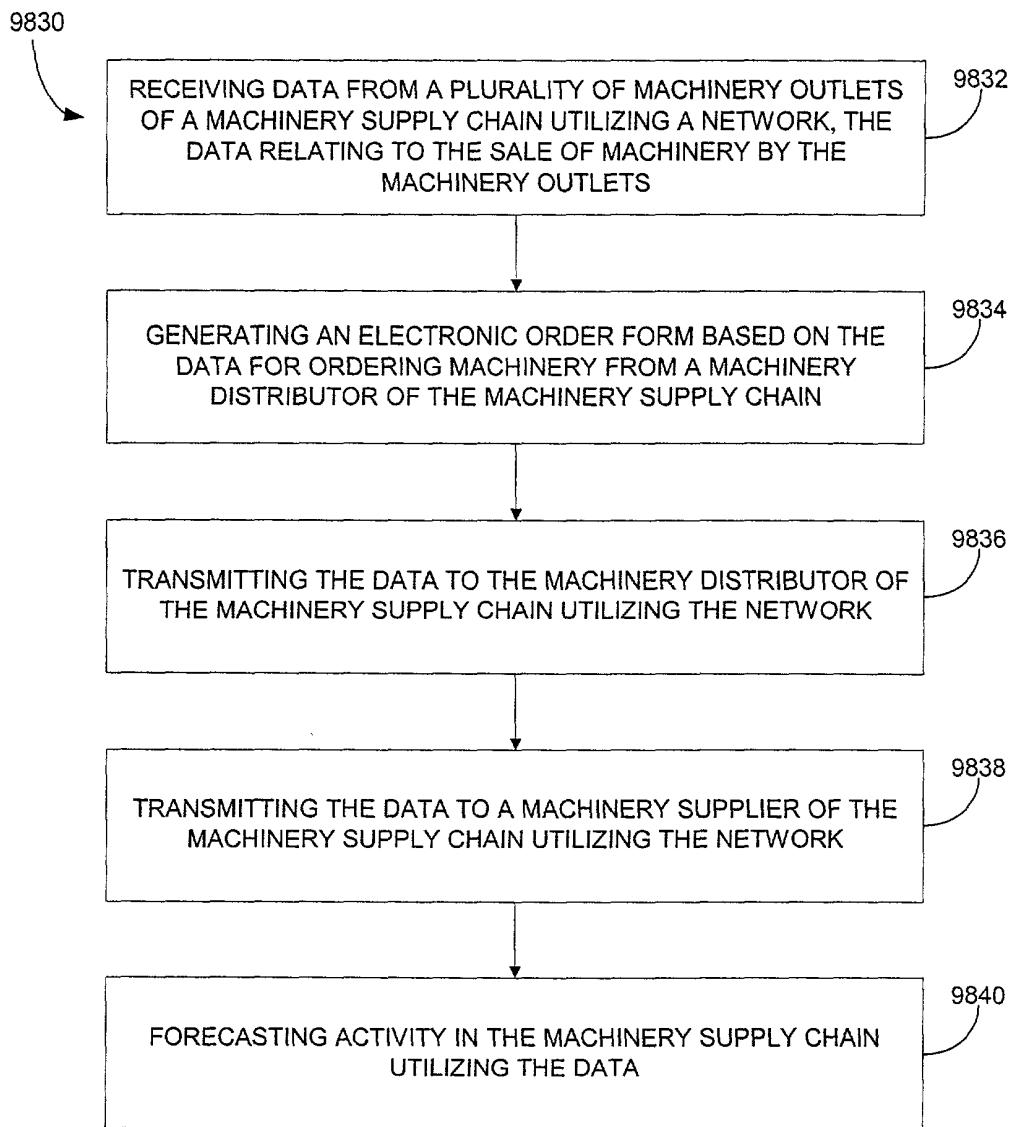 9830
RECEIVING DATA FROM A PLURALITY OF MACHINERY OUTLETS
OF A MACHINERY SUPPLY CHAIN UTILIZING A NETWORK, THE
DATA RELATING TO THE SALE OF MACHINERY BY THE
MACHINERY OUTLETS
9832
GENERATING AN ELECTRONIC ORDER FORM BASED ON THE
DATA FOR ORDERING MACHINERY FROM A MACHINERY
DISTRIBUTOR OF THE MACHINERY SUPPLY CHAIN
9834
TRANSMITTING THE DATA TO THE MACHINERY DISTRIBUTOR OF
THE MACHINERY SUPPLY CHAIN UTILIZING THE NETWORK
9836
TRANSMITTING THE DATA TO A MACHINERY SUPPLIER OF THE
MACHINERY SUPPLY CHAIN UTILIZING THE NETWORK
9838
FORECASTING ACTIVITY IN THE MACHINERY SUPPLY CHAIN
UTILIZING THE DATA
9840